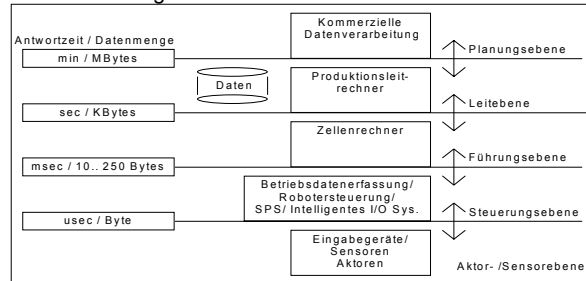 Kommerzielle
Datenverarbeitung
Antwortzeit / Datenmenge
min / MBytes
Planungsebene
Daten
Produktionsleit-
rechner
sec / KBytes
Leitebene
Zellenrechner
msec / 10.. 250 Bytes
Führungsebene
Betriebsdatenerfassung/
Robotersteuerung/
SPS/ Intelligentes I/O Sys.
usec / Byte
Steuerungsebene
Eingabegeräte/
Sensoren
Aktoren
Aktor- /Sensorebene